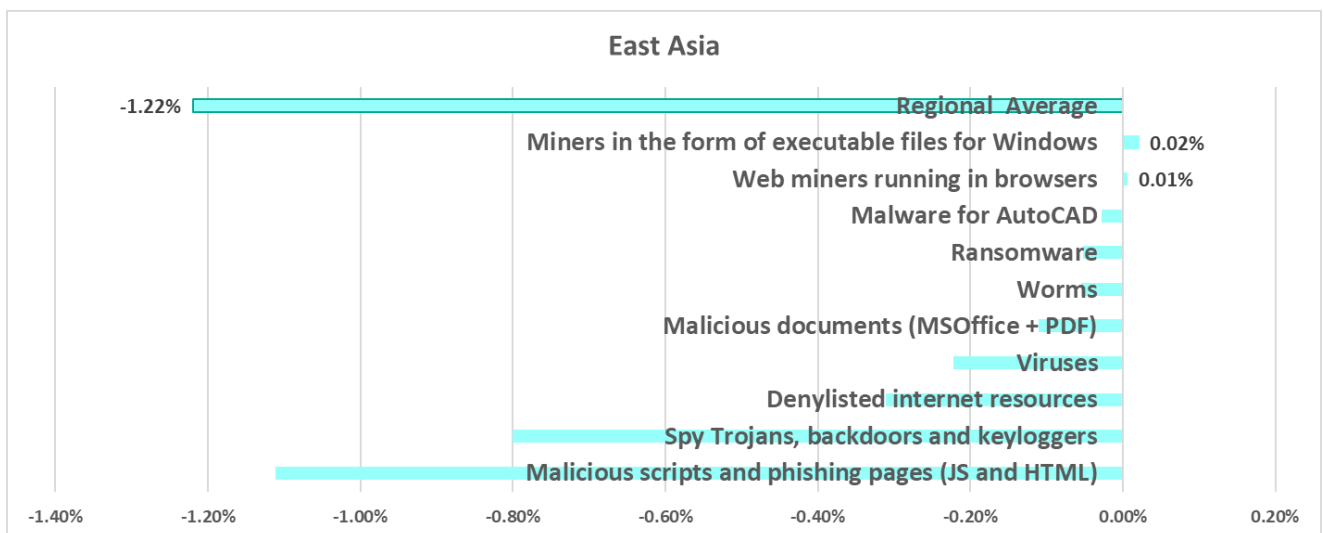 East Asia
-1.22%
Regional Average
Miners in the form of executable files for Windows
0.02%
Web miners running in browsers
0.01%
Malware for AutoCAD
Ransomware
Worms
Malicious documents (MSOffice + PDF)
Viruses
Denylisted internet resources
Spy Trojans, backdoors and keyloggers
Malicious scripts and phishing pages (JS and HTML)
-1.40% -1.20% -1.00% -0.80% -0.60% -0.40% -0.20% 0.00% 0.20%